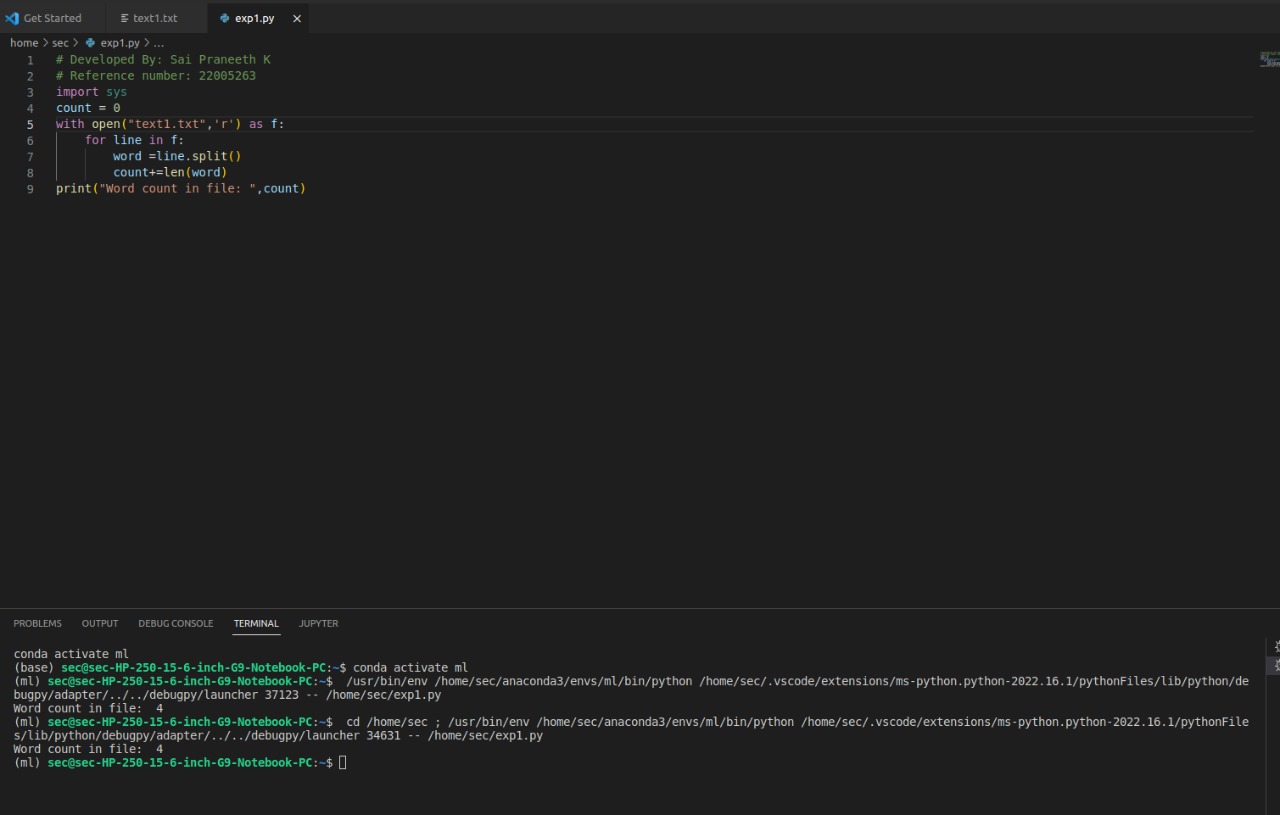 Get Started text1.txt exp1.py
home > sec > exp1.py > ...
1 # Developed By: Sai Praneeth K
2 # Reference number: 22005263
3 import sys
4 count = 0
5 with open("text1.txt",'r') as f:
6     for line in f:
7         word =line.split()
8         count+=len(word)
9 print("Word count in file: ",count)
PROBLEMS OUTPUT DEBUG CONSOLE TERMINAL JUPYTER
conda activate ml
(base) sec@sec-HP-250-15-6-inch-G9-Notebook-PC:~$ conda activate ml
(ml) sec@sec-HP-250-15-6-inch-G9-Notebook-PC:~$  /usr/bin/env /home/sec/anaconda3/envs/ml/bin/python /home/sec/.vscode/extensions/ms-python.python-2022.16.1/pythonFiles/lib/python/de
bugpy/adapter/../../debugpy/launcher 37123 -- /home/sec/exp1.py
Word count in file:  4
(ml) sec@sec-HP-250-15-6-inch-G9-Notebook-PC:~$  cd /home/sec ; /usr/bin/env /home/sec/anaconda3/envs/ml/bin/python /home/sec/.vscode/extensions/ms-python.python-2022.16.1/pythonFile
s/lib/python/debugpy/adapter/../../debugpy/launcher 34631 -- /home/sec/exp1.py
Word count in file:  4
(ml) sec@sec-HP-250-15-6-inch-G9-Notebook-PC:~$